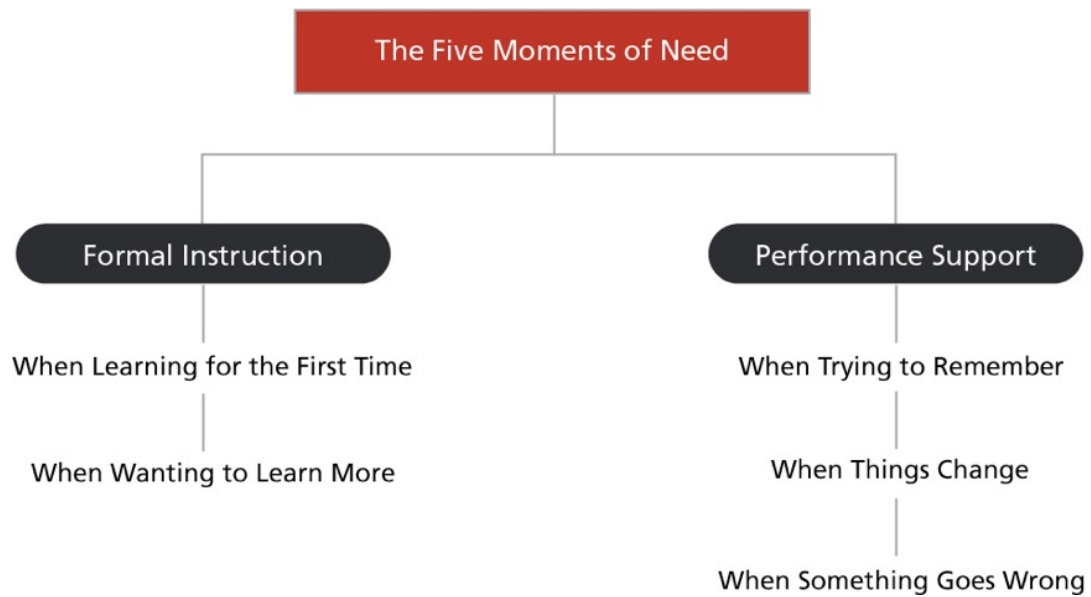 The Five Moments of Need
Formal Instruction
When Learning for the First Time
When Wanting to Learn More
Performance Support
When Trying to Remember
When Things Change
When Something Goes Wrong